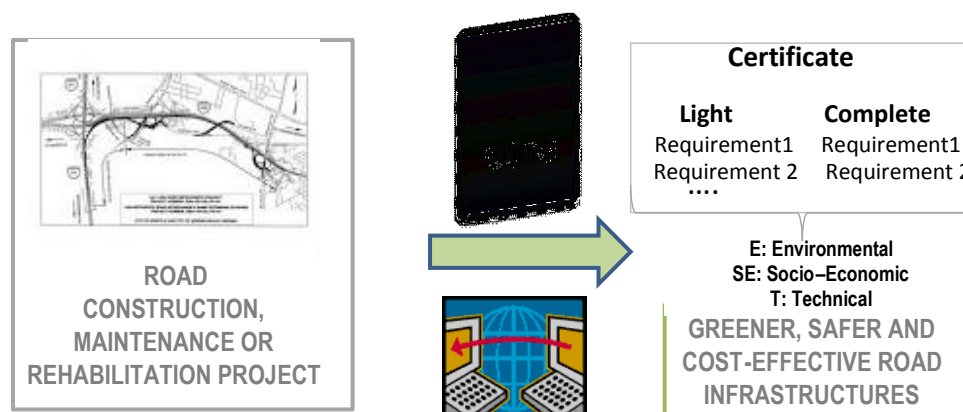 ROAD
CONSTRUCTION,
MAINTENANCE OR
REHABILITATION PROJECT
Certificate
Light
Complete
Requirement1
Requirement1
Requirement 2
Requirement 2
....
E: Environmental
SE: Socio–Economic
T: Technical
GREENER, SAFER AND
COST-EFFECTIVE ROAD
INFRASTRUCTURES